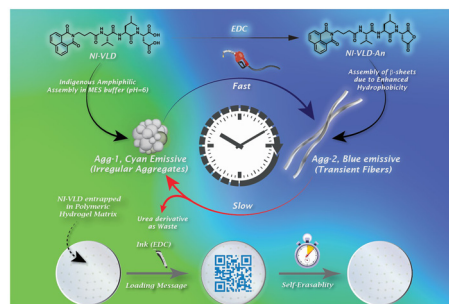 EDC
NI-VLD
NI-VLD-An
Indigenous Amphiphilic
Assembly in MES buffer (pH=6)
Fast
Assembly of β-sheets
due to Enhanced
Hydrophobicity
Agg-1, Cyan Emissive
(Irregular Aggregates)
Agg-2, Blue emissive
(Transient Fibers)
Slow
Urea derivative
as Waste
NI-VLD entrapped
in Polymeric
Hydrogel Matrix
Ink (EDC)
Loading Message
Self-Erasablity